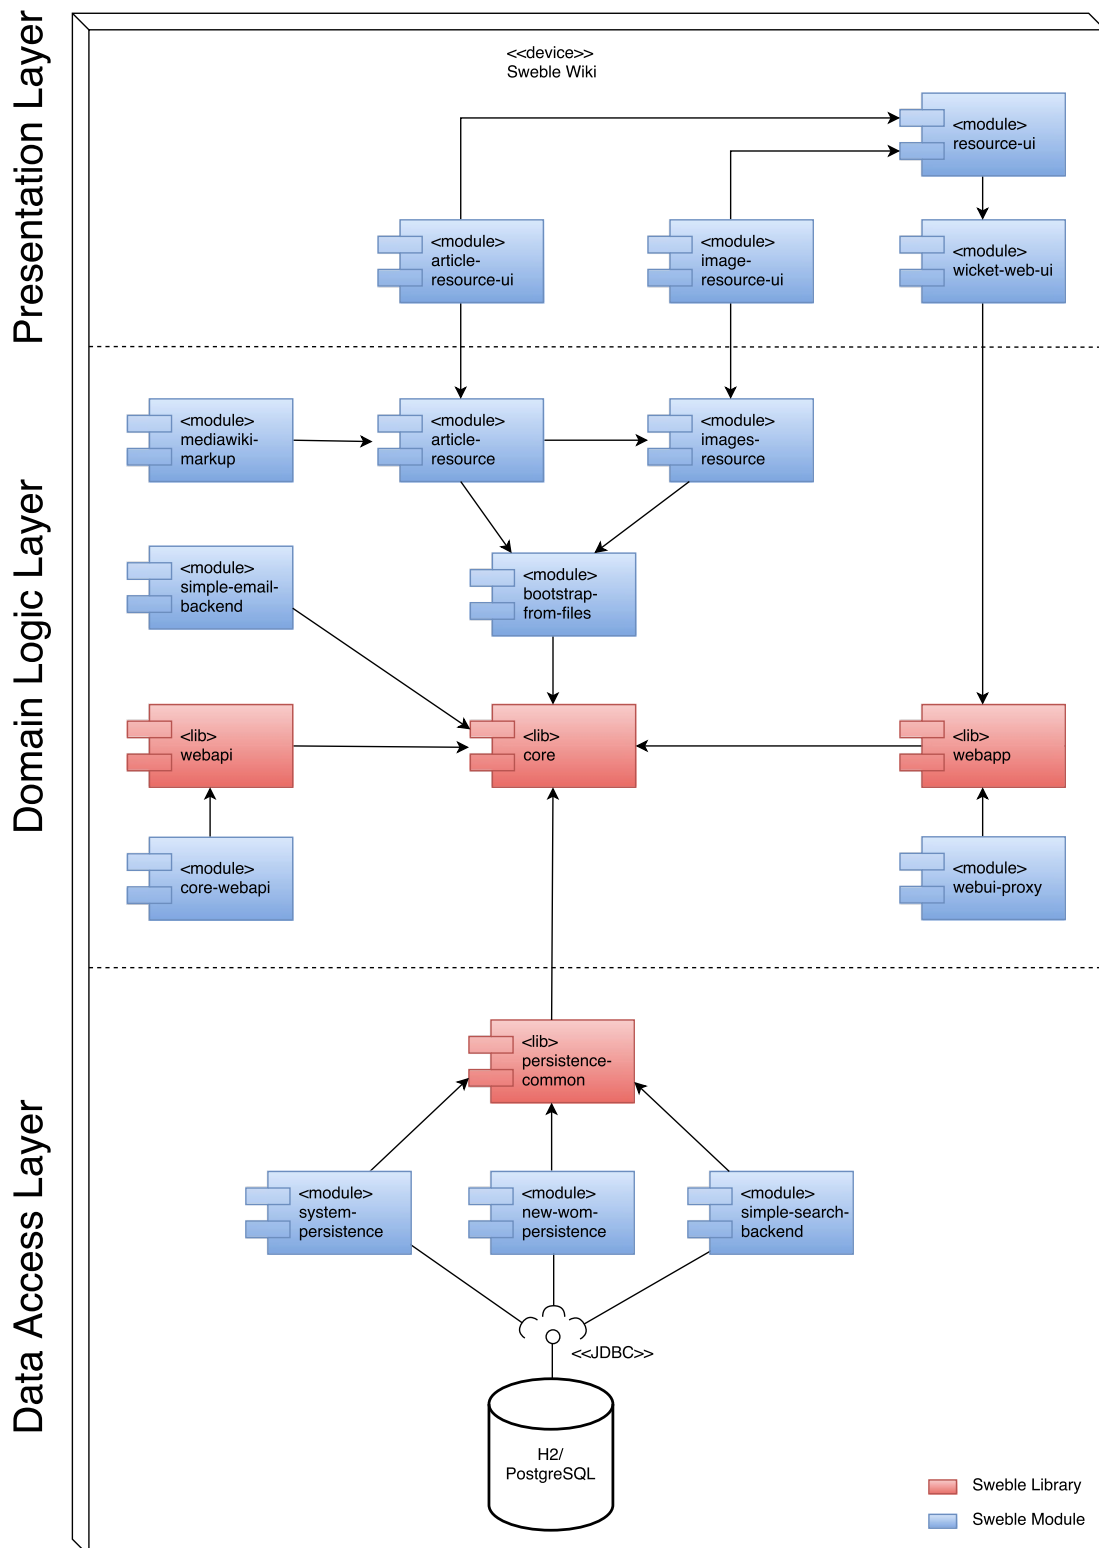 <<device>>
Sweble Wiki
Presentation Layer
<module>
resource-ui
<module>
article-
resource-ui
<module>
image-
resource-ui
<module>
wicket-web-ui
Domain Logic Layer
<module>
mediawiki-
markup
<module>
article-
resource
<module>
images-
resource
<module>
simple-email-
backend
<module>
bootstrap-
from-files
<lib>
webapi
<lib>
core
<lib>
webapp
<module>
core-webapi
<module>
webui-proxy
Data Access Layer
<lib>
persistence-
common
<module>
system-
persistence
<module>
new-wom-
persistence
<module>
simple-search-
backend
<<JDBC>>
H2/
PostgreSQL
Sweble Library
Sweble Module